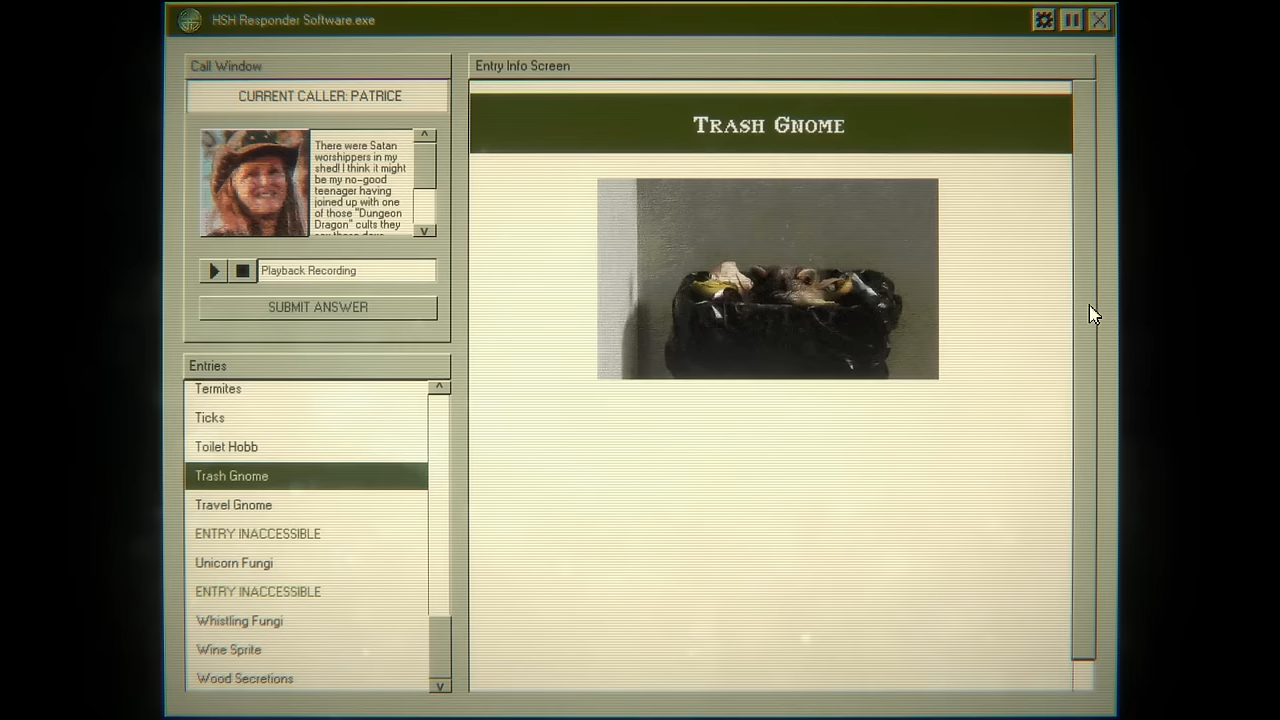 HSH Responder Software.exe
Call Window
CURRENT CALLER: PATRICE
There were Satan
worshippers in my
shed! I think it might
be my no-good
teenager having
joined up with one
of those "Dungeon
Dragon" cults they
Playback Recording
SUBMIT ANSWER
Entries
Termites
Ticks
Toilet Hobb
Trash Gnome
Travel Gnome
ENTRY INACCESSIBLE
Unicorn Fungi
ENTRY INACCESSIBLE
Whistling Fungi
Wine Sprite
Wood Secretions
Entry Info Screen
Trash Gnome